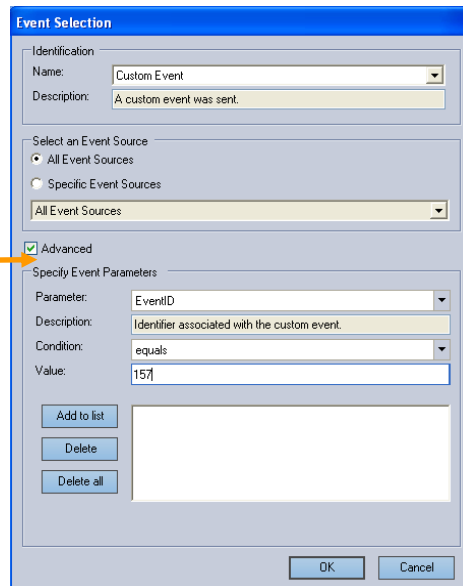 Event Selection
Identification
Name: Custom Event
Description: A custom event was sent.
Select an Event Source
All Event Sources
Specific Event Sources
All Event Sources
Advanced
Specify Event Parameters
Parameter: EventID
Description: Identifier associated with the custom event.
Condition: equals
Value: 157
Add to list
Delete
Delete all
OK Cancel